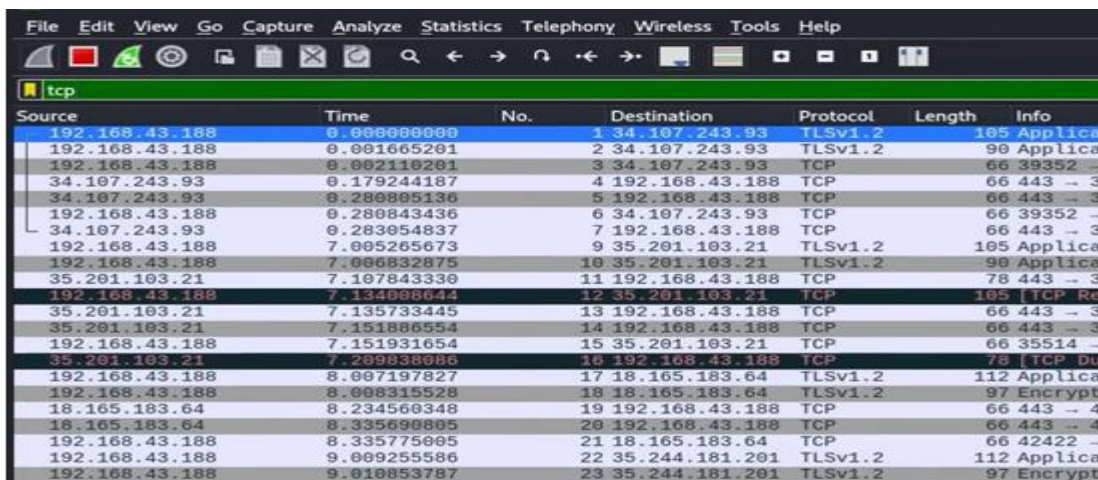 File Edit View Go Capture Analyze Statistics Telephony Wireless Tools Help
tcp
Source Time No. Destination Protocol Length Info
192.168.43.188 0.000000000 1 34.107.243.93 TLSv1.2 105 Applica
192.168.43.188 0.001665201 2 34.107.243.93 TLSv1.2 90 Applica
192.168.43.188 0.002110201 3 34.107.243.93 TCP 66 39352 →
34.107.243.93 0.179244187 4 192.168.43.188 TCP 66 443 → 3
34.107.243.93 0.280805136 5 192.168.43.188 TCP 66 443 → 3
192.168.43.188 0.280843436 6 34.107.243.93 TCP 66 39352 →
34.107.243.93 0.283054837 7 192.168.43.188 TCP 66 443 → 3
192.168.43.188 7.005265673 9 35.201.103.21 TLSv1.2 105 Applica
192.168.43.188 7.006832875 10 35.201.103.21 TLSv1.2 90 Applica
35.201.103.21 7.107843330 11 192.168.43.188 TCP 78 443 → 3
192.168.43.188 7.134008644 12 35.201.103.21 TCP 105 [TCP Re
35.201.103.21 7.135733445 13 192.168.43.188 TCP 66 443 → 3
35.201.103.21 7.151886554 14 192.168.43.188 TCP 66 443 → 3
192.168.43.188 7.151931654 15 35.201.103.21 TCP 66 35514 →
35.201.103.21 7.209838086 16 192.168.43.188 TCP 78 [TCP Du
192.168.43.188 8.007197827 17 18.165.183.64 TLSv1.2 112 Applica
192.168.43.188 8.008315528 18 18.165.183.64 TLSv1.2 97 Encrypt
18.165.183.64 8.234560348 19 192.168.43.188 TCP 66 443 → 4
18.165.183.64 8.335690805 20 192.168.43.188 TCP 66 443 → 4
192.168.43.188 8.335775005 21 18.165.183.64 TCP 66 42422 →
192.168.43.188 9.009255586 22 35.244.181.201 TLSv1.2 112 Applica
192.168.43.188 9.010853787 23 35.244.181.201 TLSv1.2 97 Encrypt